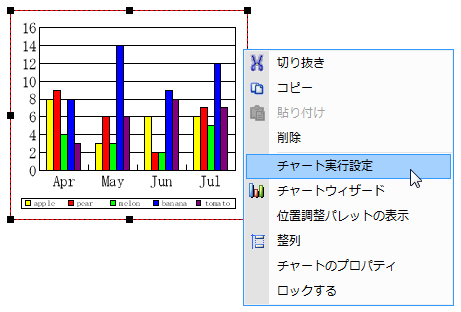 16
14
12
10
8
6
4
2
0
Apr May Jun Jul
apple pear melon banana tomato
切り抜き
コピー
貼り付け
削除
チャート実行設定
チャートウィザード
位置調整パレットの表示
整列
チャートのプロパティ
ロックする